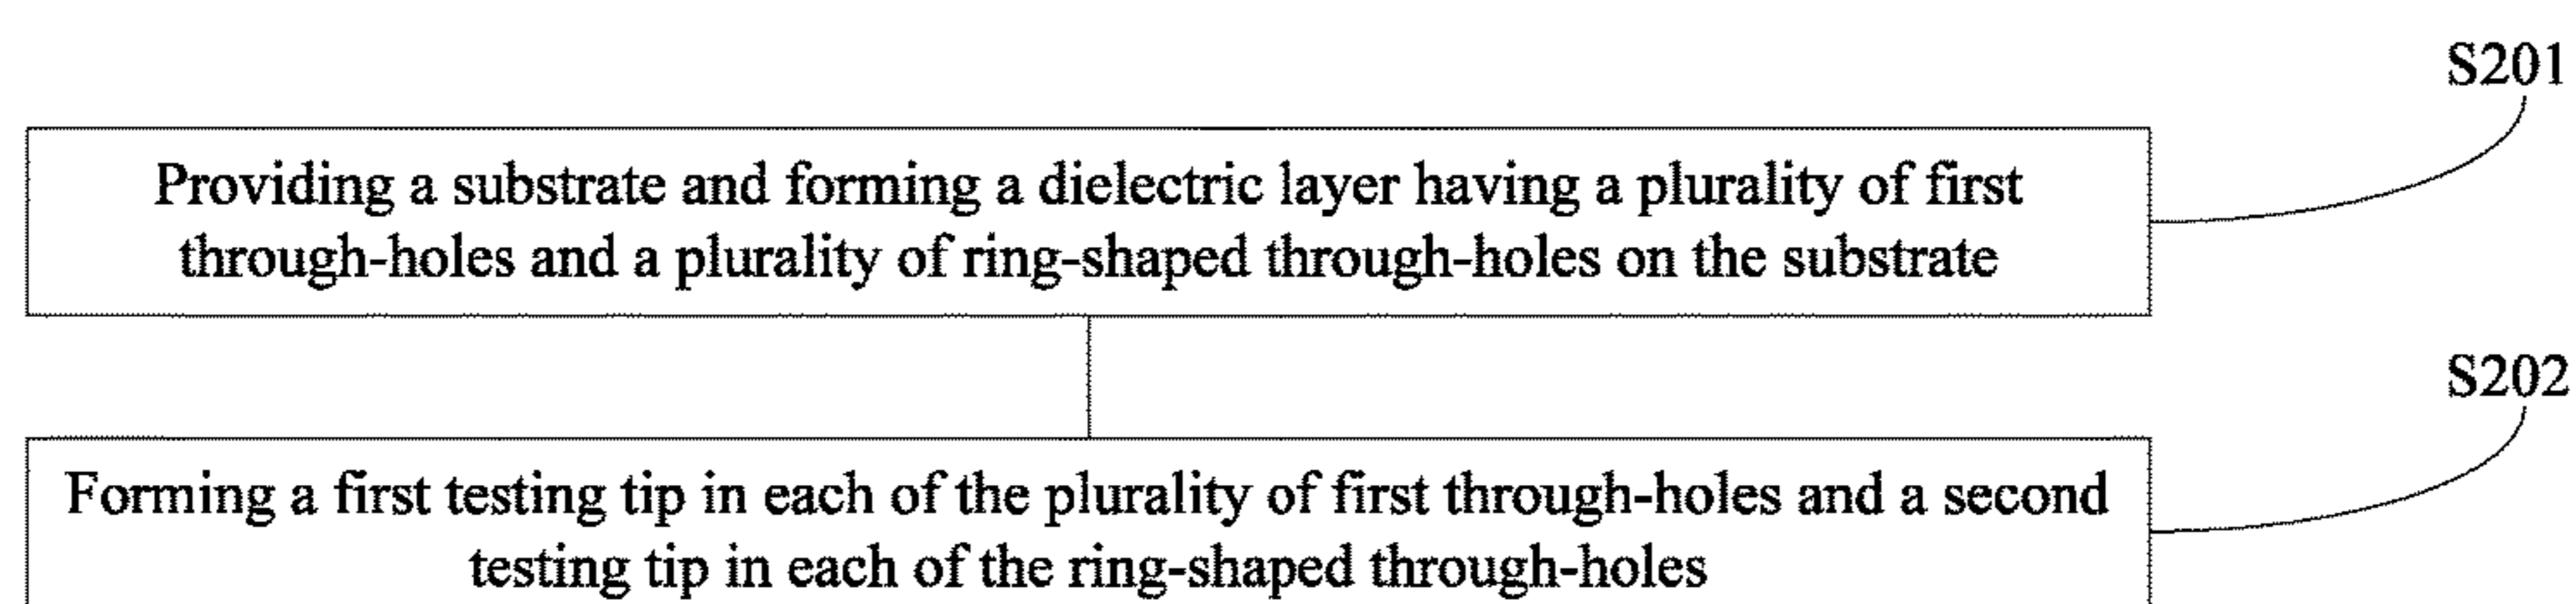 S201
Providing a substrate and forming a dielectric layer having a plurality of first
through-holes and a plurality of ring-shaped through-holes on the substrate
S202
Forming a first testing tip in each of the plurality of first through-holes and a second
testing tip in each of the ring-shaped through-holes